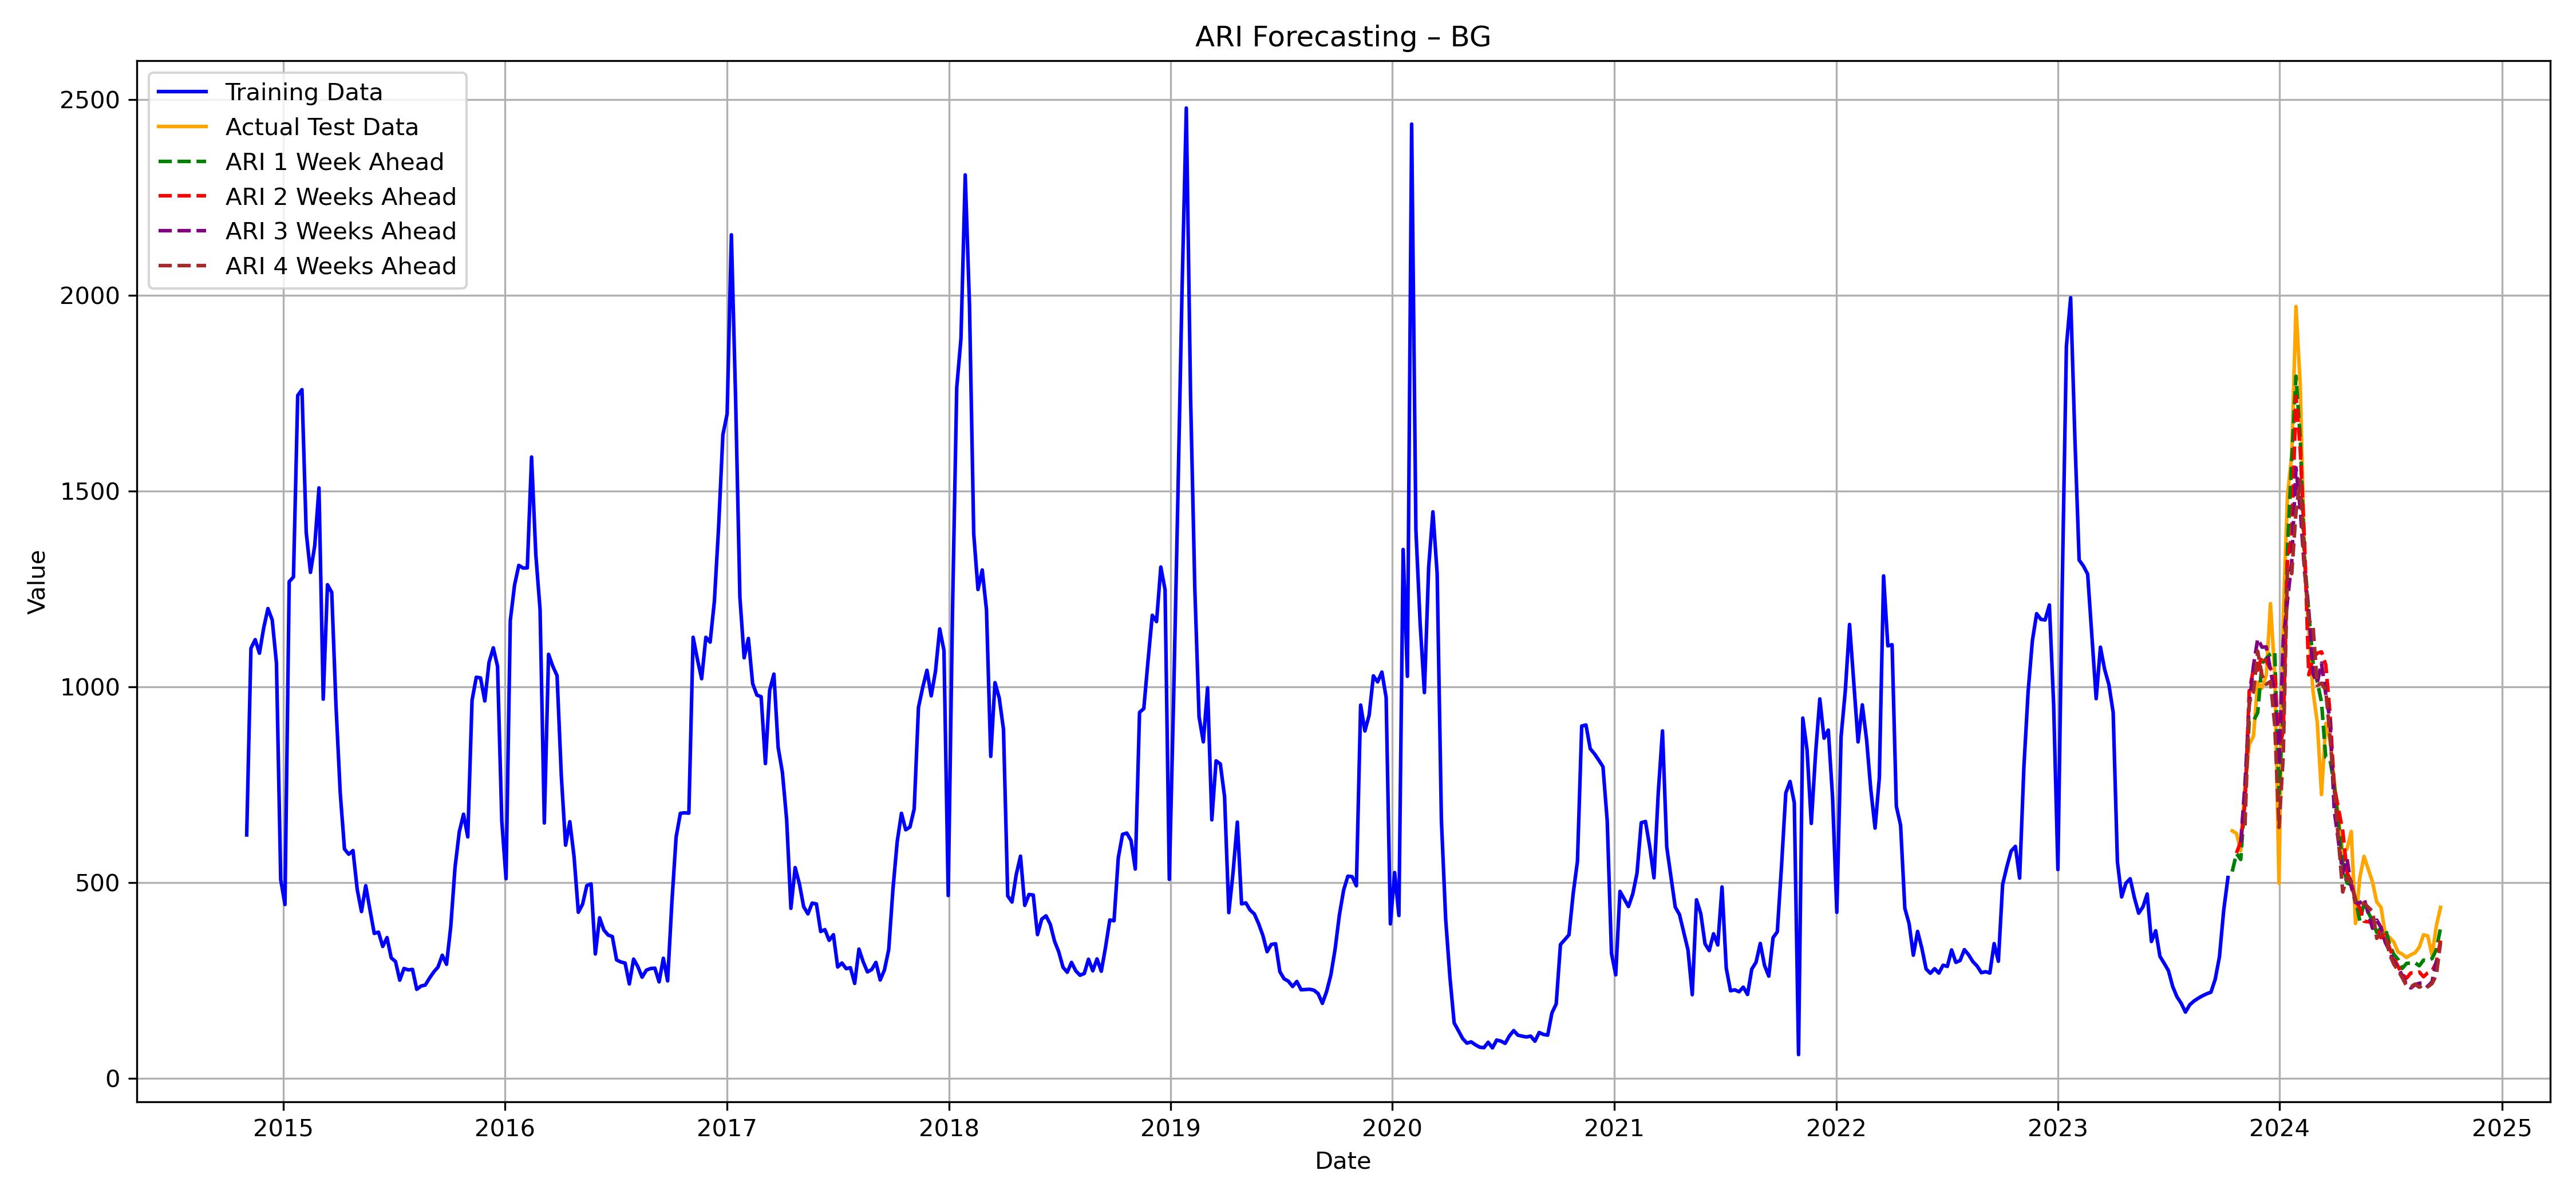 ARI Forecasting – BG
Training Data
Actual Test Data
ARI 1 Week Ahead
ARI 2 Weeks Ahead
ARI 3 Weeks Ahead
ARI 4 Weeks Ahead
2500
2000
1500
1000
500
0
Value
2015 2016 2017 2018 2019 2020 2021 2022 2023 2024 2025
Date